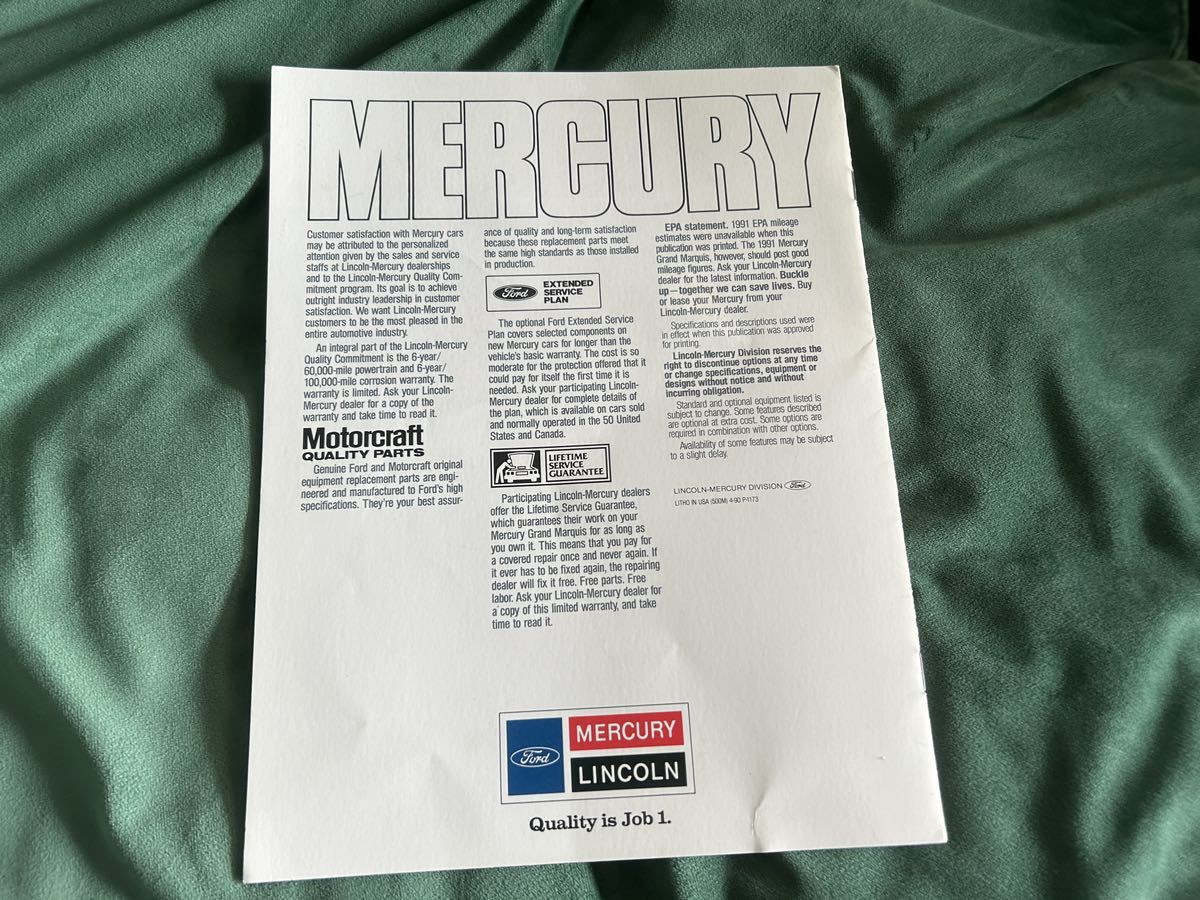 MERCURY
Customer satisfaction with Mercury cars
may be attributed to the personalized
attention given by the sales and service
staffs at Lincoln-Mercury dealerships
and to the Lincoln-Mercury Quality Com-
mitment program. Its goal is to achieve
outright industry leadership in customer
satisfaction. We want Lincoln-Mercury
customers to be the most pleased in the
entire automotive industry.
An integral part of the Lincoln-Mercury
Quality Commitment is the 6-year/
60,000-mile powertrain and 6-year/
100,000-mile corrosion warranty. The
warranty is limited. Ask your Lincoln-
Mercury dealer for a copy of the
warranty and take time to read it.
Motorcraft
QUALITY PARTS
Genuine Ford and Motorcraft original
equipment replacement parts are engi-
neered and manufactured to Ford's high
specifications. They're your best assur-
ance of quality and long-term satisfaction
because these replacement parts meet
the same high standards as those installed
in production.
Ford
EXTENDED
SERVICE
PLAN
The optional Ford Extended Service
Plan covers selected components on
new Mercury cars for longer than the
vehicle's basic warranty. The cost is so
moderate for the protection offered that it
could pay for itself the first time it is
needed. Ask your participating Lincoln-
Mercury dealer for complete details of
the plan, which is available on cars sold
and normally operated in the 50 United
States and Canada.
LIFETIME
SERVICE
GUARANTEE
Participating Lincoln-Mercury dealers
offer the Lifetime Service Guarantee,
which guarantees their work on your
Mercury Grand Marquis for as long as
you own it. This means that you pay for
a covered repair once and never again. If
it ever has to be fixed again, the repairing
dealer will fix it free. Free parts. Free
labor. Ask your Lincoln-Mercury dealer for
a copy of this limited warranty, and take
time to read it.
EPA statement. 1991 EPA mileage
estimates were unavailable when this
publication was printed. The 1991 Mercury
Grand Marquis, however, should post good
mileage figures. Ask your Lincoln-Mercury
dealer for the latest information. Buckle
up—together we can save lives. Buy
or lease your Mercury from your
Lincoln-Mercury dealer.
Specifications and descriptions used were
in effect when this publication was approved
for printing.
Lincoln-Mercury Division reserves the
right to discontinue options at any time
or change specifications, equipment or
designs without notice and without
incurring obligation.
Standard and optional equipment listed is
subject to change. Some features described
are optional at extra cost. Some options are
required in combination with other options.
Availability of some features may be subject
to a slight delay.
LINCOLN-MERCURY DIVISION Ford
LITHO IN USA (500M) 4-90 P-1173
Ford
MERCURY
LINCOLN
Quality is Job 1.